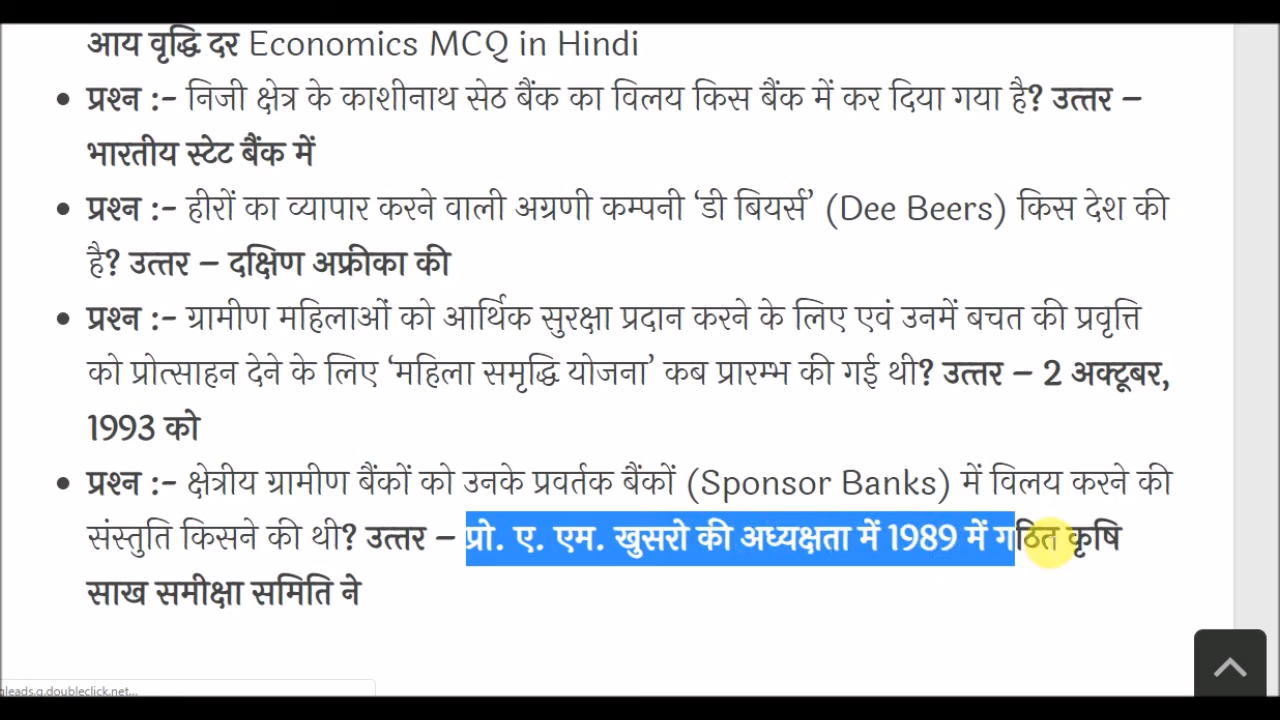 आय वृद्धि दर Economics MCQ in Hindi
• प्रश्न :- निजी क्षेत्र के काशीनाथ सेठ बैंक का विलय किस बैंक में कर दिया गया है? उत्तर –
भारतीय स्टेट बैंक में
• प्रश्न :- हीरों का व्यापार करने वाली अग्रणी कम्पनी ‘डी बियर्स’ (Dee Beers) किस देश की
है? उत्तर – दक्षिण अफ्रीका की
• प्रश्न :- ग्रामीण महिलाओं को आर्थिक सुरक्षा प्रदान करने के लिए एवं उनमें बचत की प्रवृत्ति
को प्रोत्साहन देने के लिए ‘महिला समृद्धि योजना’ कब प्रारम्भ की गई थी? उत्तर – 2 अक्टूबर,
1993 को
• प्रश्न :- क्षेत्रीय ग्रामीण बैंकों को उनके प्रवर्तक बैंकों (Sponsor Banks) में विलय करने की
संस्तुति किसने की थी? उत्तर – प्रो. ए. एम. खुसरो की अध्यक्षता में 1989 में गठित कृषि
साख समीक्षा समिति ने
gleads.g.doubleclick.net...